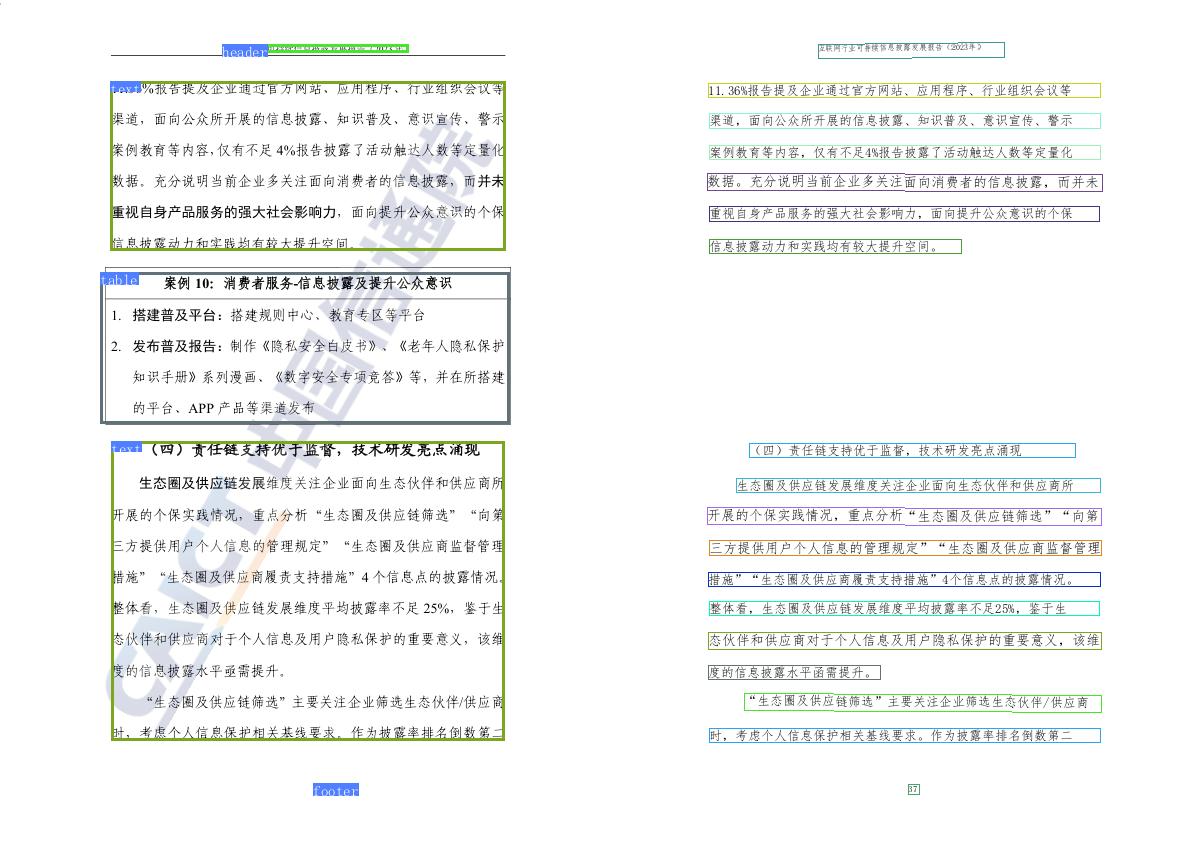 header
互联网行业可持续信息披露发展报告（2023年）
text
%报告提及企业通过官方网站、应用程序、行业组织会议等
渠道，面向公众所开展的信息披露、知识普及、意识宣传、警示
案例教育等内容，仅有不足 4%报告披露了活动触达人数等定量化
数据。充分说明当前企业多关注面向消费者的信息披露，而并未
重视自身产品服务的强大社会影响力，面向提升公众意识的个保
信息披露动力和实践均有较大提升空间。
table
案例 10：消费者服务-信息披露及提升公众意识
1. 搭建普及平台：搭建规则中心、教育专区等平台
2. 发布普及报告：制作《隐私安全白皮书》、《老年人隐私保护
知识手册》系列漫画、《数字安全专项竞答》等，并在所搭建
的平台、APP 产品等渠道发布
text
（四）责任链支持优于监督，技术研发亮点涌现
生态圈及供应链发展维度关注企业面向生态伙伴和供应商所
开展的个保实践情况，重点分析“生态圈及供应链筛选”“向第
三方提供用户个人信息的管理规定”“生态圈及供应商监督管理
措施”“生态圈及供应商履责支持措施”4 个信息点的披露情况。
整体看，生态圈及供应链发展维度平均披露率不足 25%，鉴于生
态伙伴和供应商对于个人信息及用户隐私保护的重要意义，该维
度的信息披露水平亟需提升。
“生态圈及供应链筛选”主要关注企业筛选生态伙伴/供应商
时，考虑个人信息保护相关基线要求。作为披露率排名倒数第二
footer
CAICT 中国信通院
11.36%报告提及企业通过官方网站、应用程序、行业组织会议等
渠道，面向公众所开展的信息披露、知识普及、意识宣传、警示
案例教育等内容，仅有不足4%报告披露了活动触达人数等定量化
数据。充分说明当前企业多关注面向消费者的信息披露，而并未
重视自身产品服务的强大社会影响力，面向提升公众意识的个保
信息披露动力和实践均有较大提升空间。
（四）责任链支持优于监督，技术研发亮点涌现
生态圈及供应链发展维度关注企业面向生态伙伴和供应商所
开展的个保实践情况，重点分析“生态圈及供应链筛选”“向第
三方提供用户个人信息的管理规定”“生态圈及供应商监督管理
措施”“生态圈及供应商履责支持措施”4个信息点的披露情况。
整体看，生态圈及供应链发展维度平均披露率不足25%，鉴于生
态伙伴和供应商对于个人信息及用户隐私保护的重要意义，该维
度的信息披露水平函需提升。
“生态圈及供应链筛选”主要关注企业筛选生态伙伴/供应商
时，考虑个人信息保护相关基线要求。作为披露率排名倒数第二
37